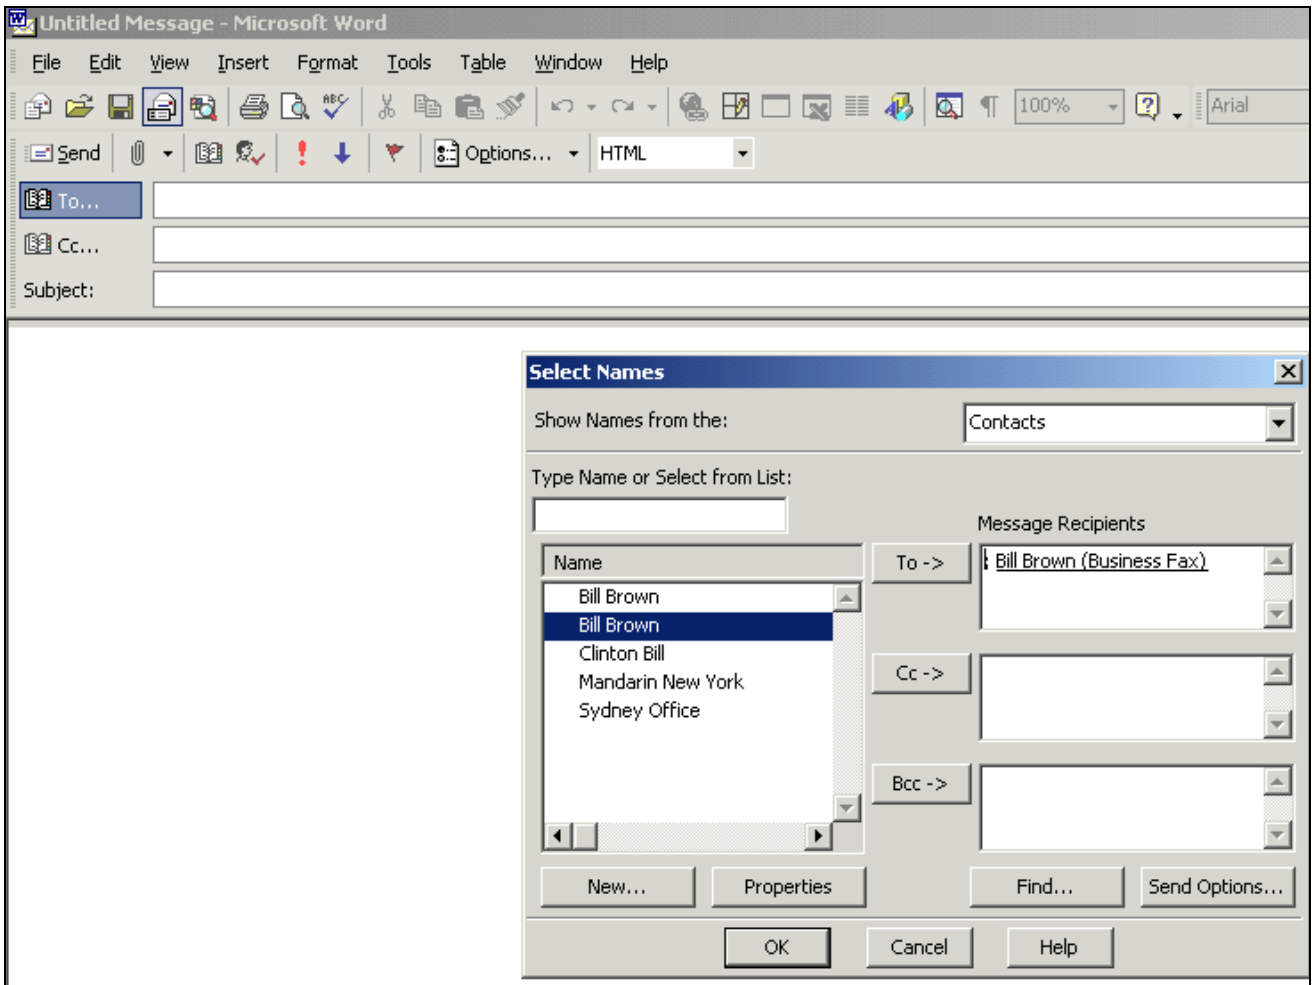 Untitled Message - Microsoft Word
File Edit View Insert Format Tools Table Window Help
ABC 100% Arial
Send Options... HTML
To...
Cc...
Subject:
Select Names
Show Names from the: Contacts
Type Name or Select from List:
Message Recipients
Name To -> Bill Brown (Business Fax)
Bill Brown
Bill Brown
Clinton Bill
Cc ->
Mandarin New York
Sydney Office
Bcc ->
New... Properties Find... Send Options...
OK Cancel Help